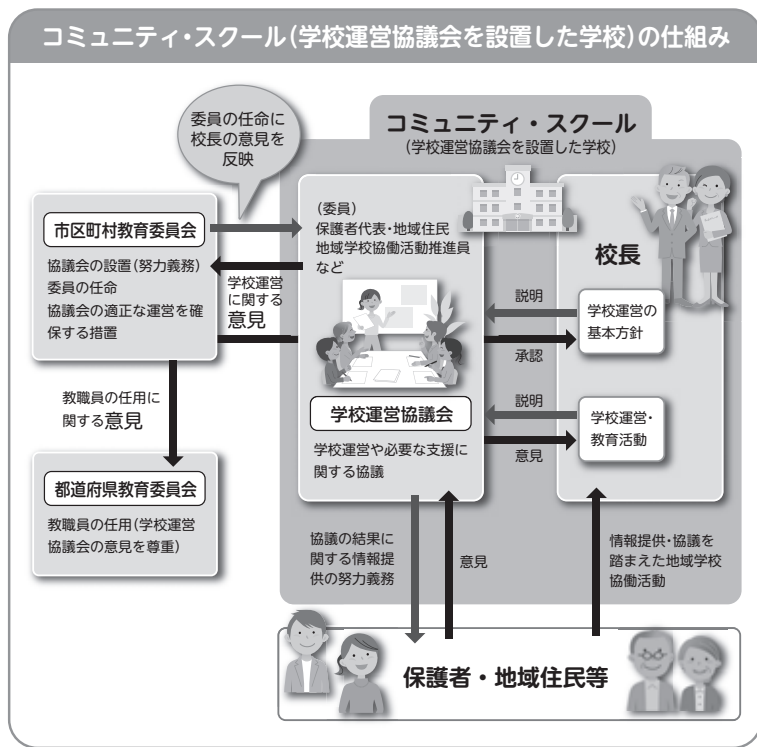 コミュニティ・スクール(学校運営協議会を設置した学校)の仕組み
委員の任命に
校長の意見を
反映
コミュニティ・スクール
(学校運営協議会を設置した学校)
市区町村教育委員会
協議会の設置(努力義務)
委員の任命
協議会の適正な運営を確
保する措置
学校運営
に関する
意見
(委員)
保護者代表・地域住民
地域学校協働活動推進員
など
学校運営協議会
学校運営や必要な支援に
関する協議
校長
説明
学校運営の
基本方針
承認
説明
学校運営・
教育活動
意見
教職員の任用に
関する意見
都道府県教育委員会
教職員の任用(学校運営
協議会の意見を尊重)
協議の結果に
関する情報提
供の努力義務
意見
情報提供・協議を
踏まえた地域学校
協働活動
保護者・地域住民等